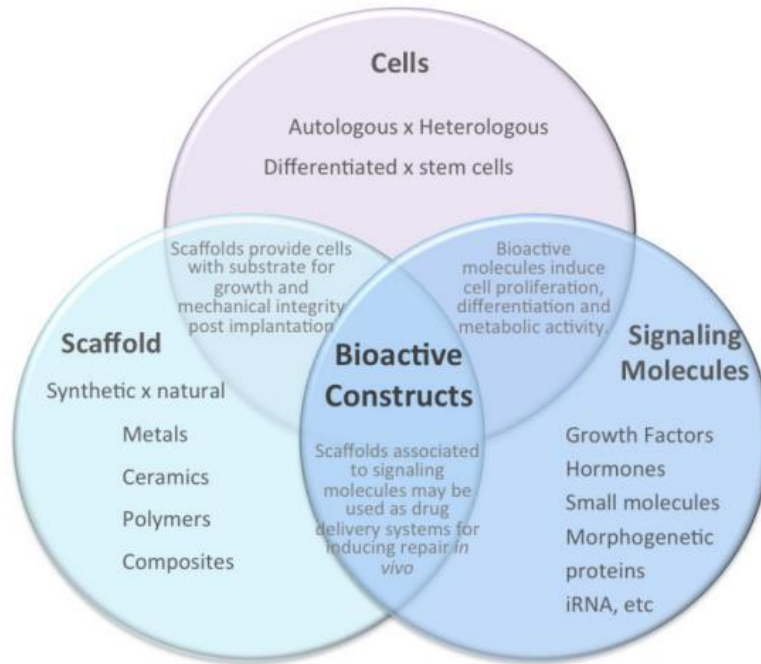 Cells
Autologous x Heterologous
Differentiated x stem cells
Scaffolds provide cells
with substrate for
growth and
mechanical integrity
post implantation
Bioactive
molecules induce
cell proliferation,
differentiation and
metabolic activity.
Scaffold
Synthetic x natural
Metals
Ceramics
Polymers
Composites
Bioactive
Constructs
Scaffolds associated
to signaling
molecules may be
used as drug
delivery systems for
inducing repair in
vivo
Signaling
Molecules
Growth Factors
Hormones
Small molecules
Morphogenetic
proteins
iRNA, etc